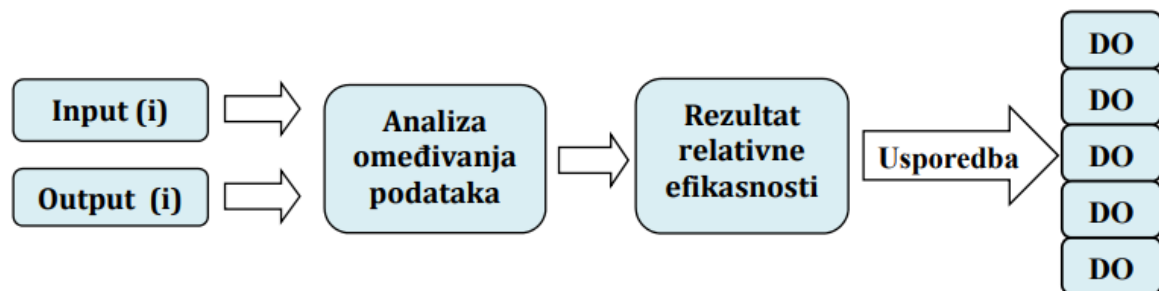 Input (i)
Output (i)
Analiza
omeđivanja
podataka
Rezultat
relativne
efikasnosti
Usporedba
DO
DO
DO
DO
DO